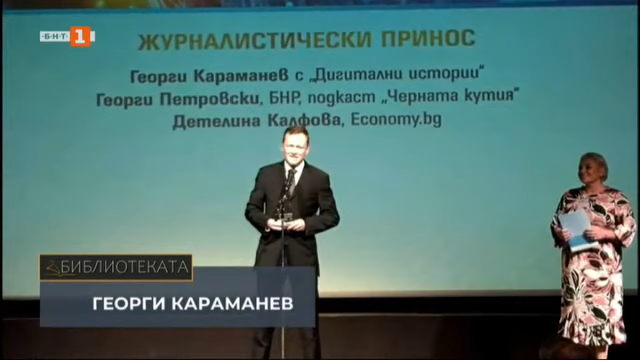 БНТ 1
ЖУРНАЛИСТИЧЕСКИ ПРИНОС
Георги Караманев с „Дигитални истории“
Георги Петровски, БНР, подкаст „Черната кутия“
Детелина Калфова, Economy.bg
БИБЛИОТЕКАТА
ГЕОРГИ КАРАМАНЕВ